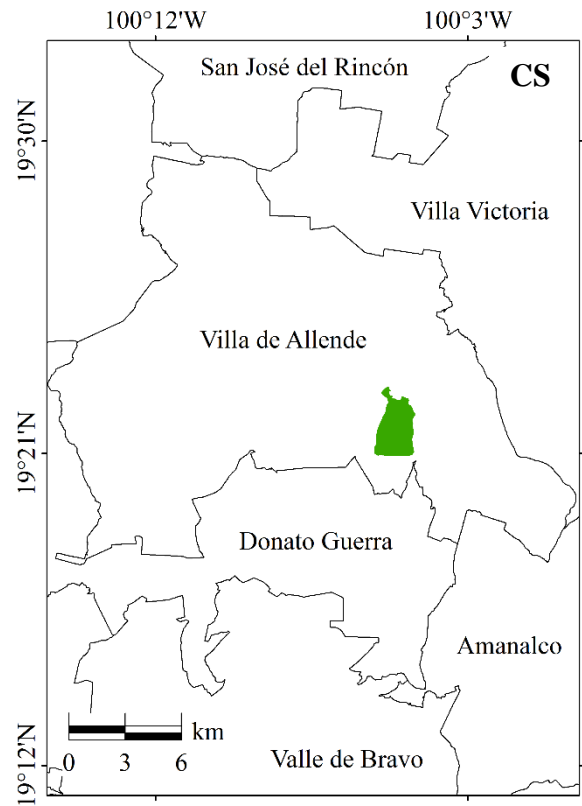 100°12'W 100°3'W
San José del Rincón
CS
19°30'N
Villa Victoria
Villa de Allende
19°21'N
Donato Guerra
Amanalco
km
0 3 6
Valle de Bravo
19°12'N